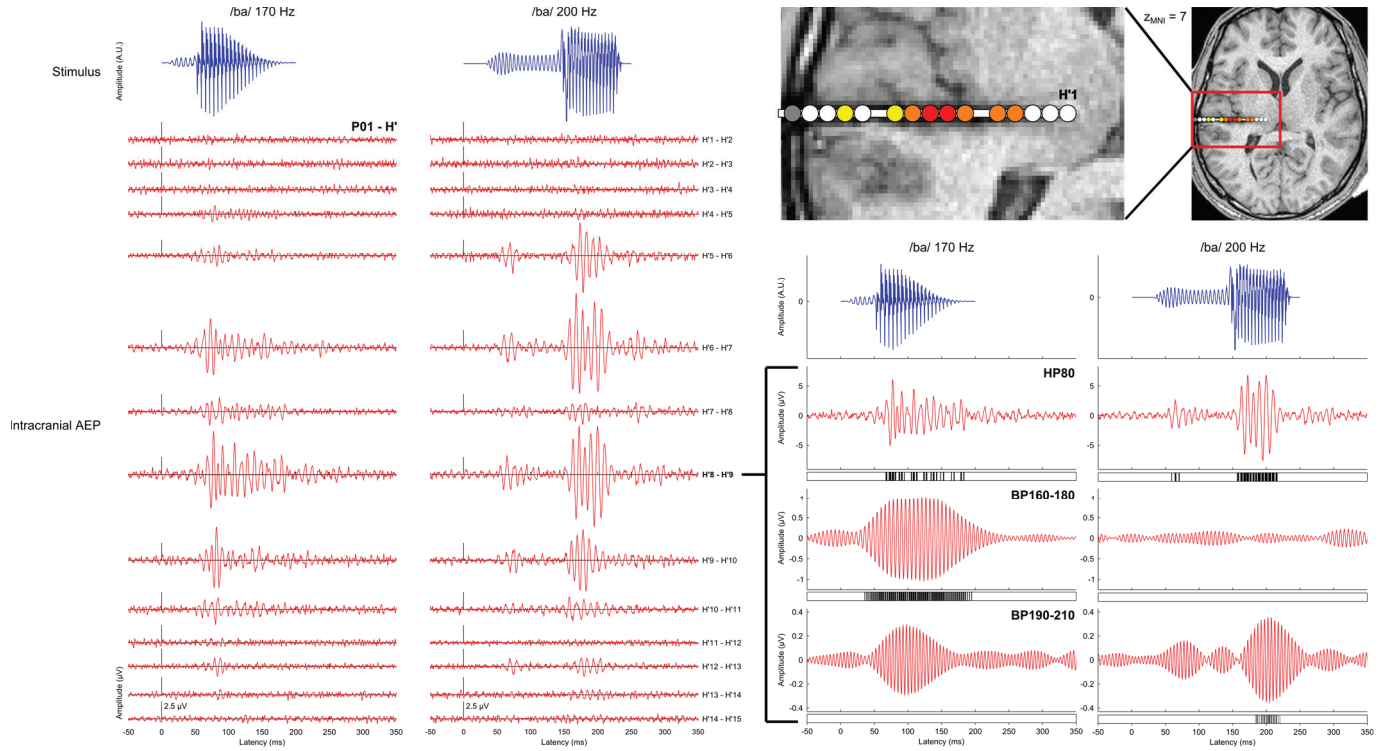 /ba/ 170 Hz
/ba/ 200 Hz
Stimulus
Amplitude (A.U.)
P01 - H'
H'1 - H'2
H'2 - H'3
H'3 - H'4
H'4 - H'5
H'5 - H'6
H'6 - H'7
H'7 - H'8
Intracranial AEP
H'8 - H'9
H'9 - H'10
H'10 - H'11
H'11 - H'12
H'12 - H'13
H'13 - H'14
H'14 - H'15
Amplitude (µV)
2.5 µV
2.5 µV
-50 0 50 100 150 200 250 300 350
-50 0 50 100 150 200 250 300 350
Latency (ms)
Latency (ms)
H'1
zMNI = 7
/ba/ 170 Hz
/ba/ 200 Hz
Amplitude (A.U.)
0
0
HP80
Amplitude (µV)
5
0
-5
5
0
-5
BP160-180
Amplitude (µV)
1
0.5
0
-0.5
-1
1
0.5
0
-0.5
-1
BP190-210
Amplitude (µV)
0.4
0.2
0
-0.2
-0.4
0.4
0.2
0
-0.2
-0.4
-50 0 50 100 150 200 250 300 350
-50 0 50 100 150 200 250 300 350
Latency (ms)
Latency (ms)